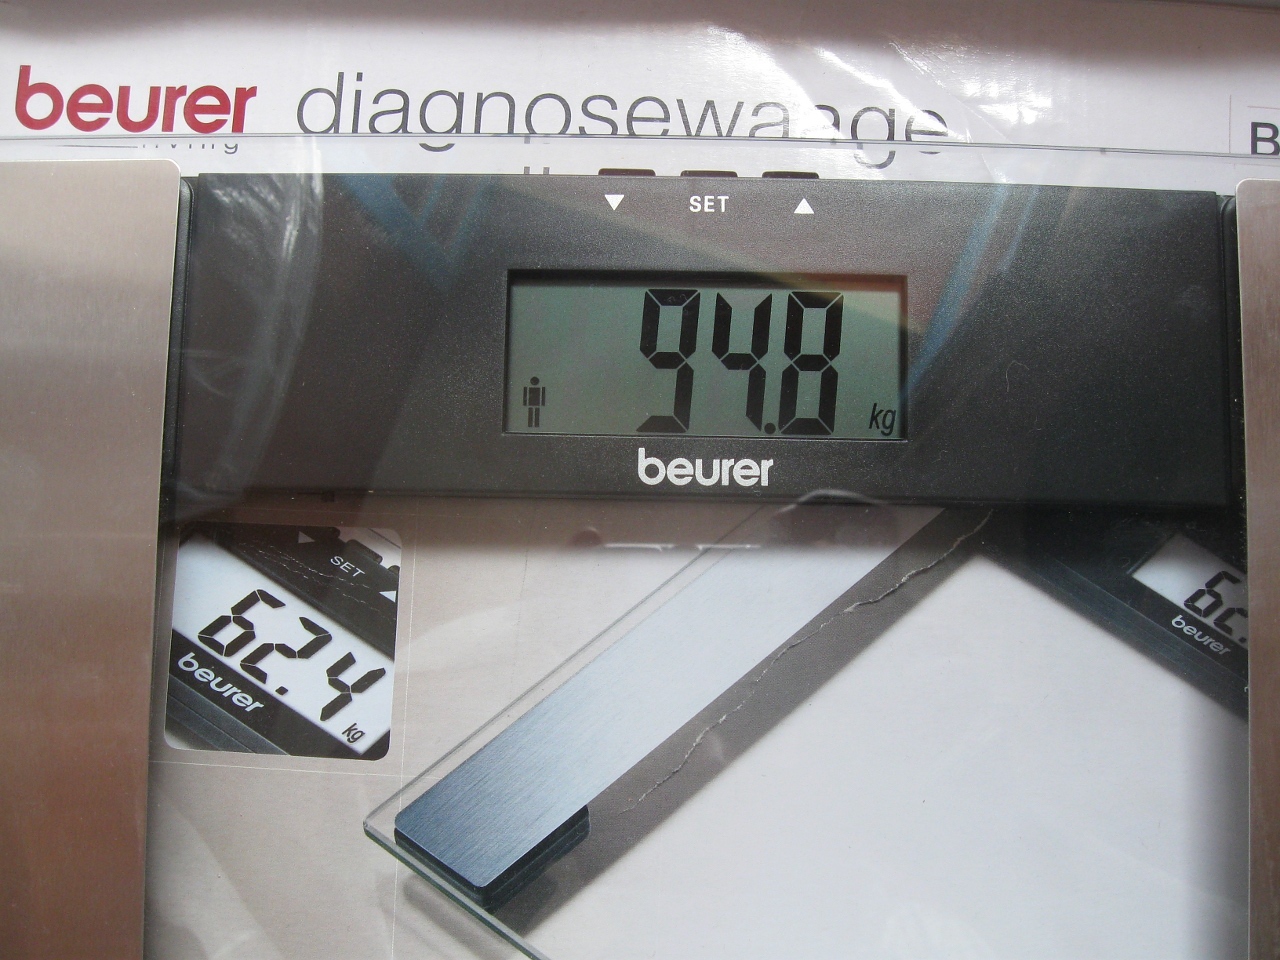 beurer diagnosewaage
B
▼ SET ▲
94.8 kg
beurer
SET
62.4 kg
beurer
beurer